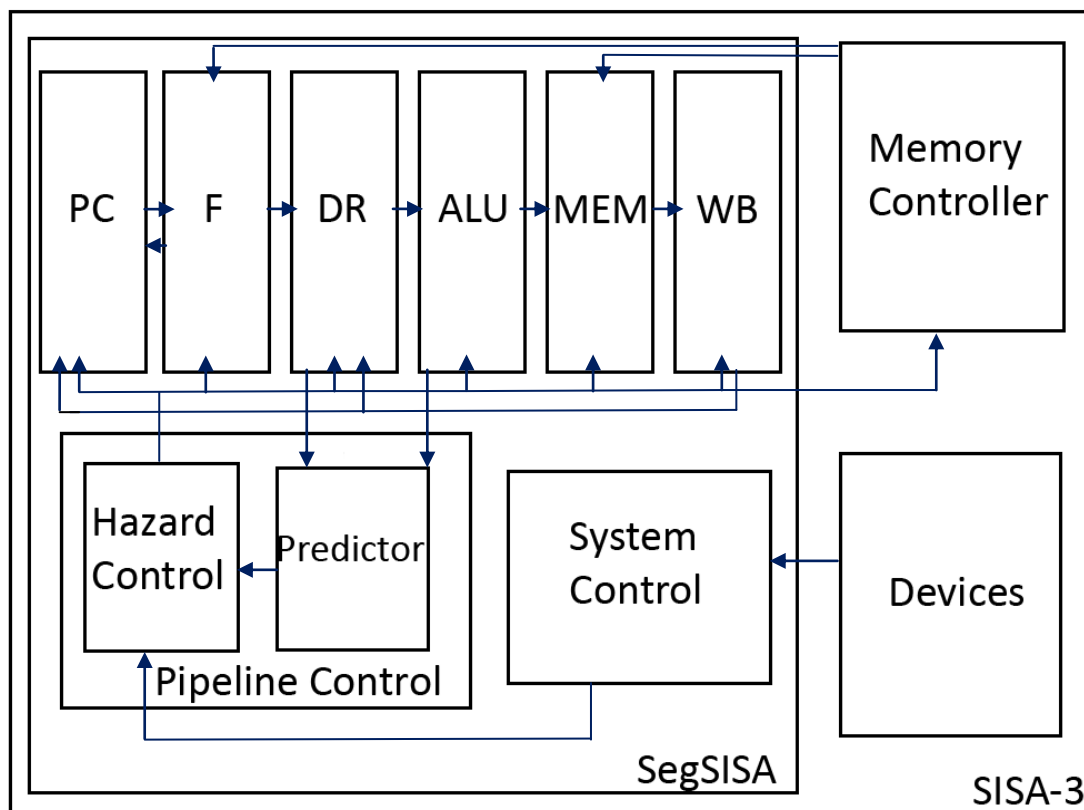 PC
F
DR
ALU
MEM
WB
Memory
Controller
Hazard
Control
Predictor
Pipeline Control
System
Control
Devices
SegSISA
SISA-3